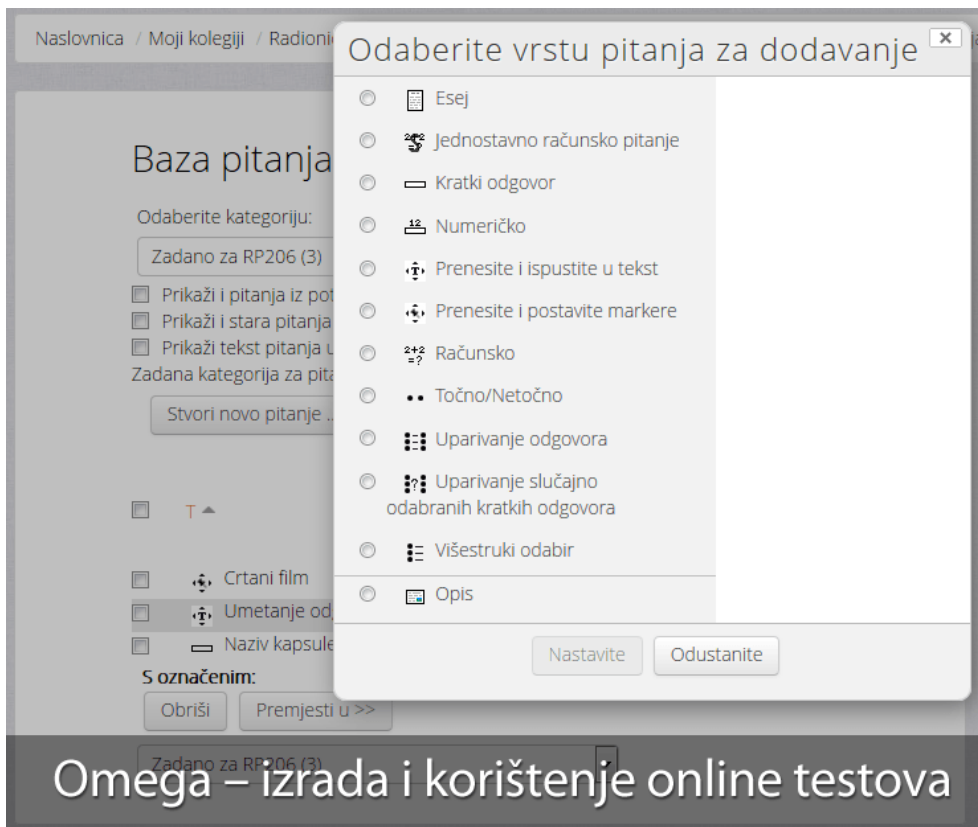 Naslovnica / Moji kolegiji / 
Odaberite vrstu pitanja za dodavanje
Esej
Jednostavno računsko pitanje
Kratki odgovor
Numeričko
Prenesite i ispustite u tekst
Prenesite i postavite markere
Računsko
Točno/Netočno
Uparivanje odgovora
Uparivanje slučajno
odabranih kratkih odgovora
Višestruki odabir
Opis
Nastavite
Odustanite
Baza pitanja
Odaberite kategoriju:
Zadano za RP206 (3)
Prikaži i pitanja iz
Prikaži i stara pitanja
Prikaži tekst pitanja
Zadana kategorija za
Stvori novo pitanje ..
T
Crtani film
Umetanje
Naziv kapsule
S označenim:
Obriši
Premjesti u >>
Zadano za RP206 (3)
Omega – izrada i korištenje online testova